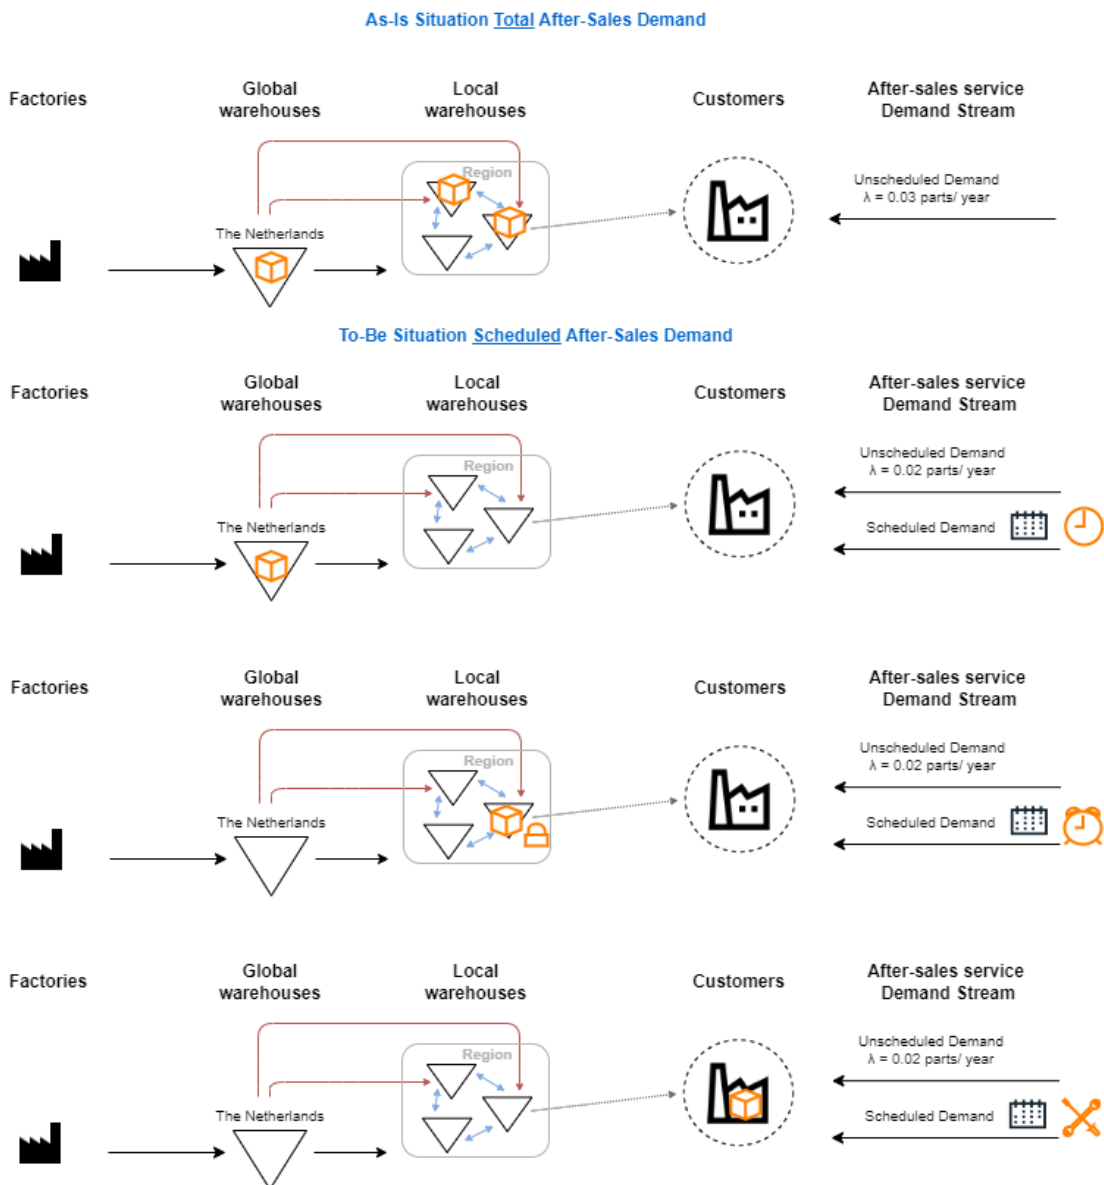 As-Is Situation Total After-Sales Demand
Factories
Global
warehouses
Local
warehouses
Customers
After-sales service
Demand Stream
Region
Unscheduled Demand
λ = 0.03 parts/ year
The Netherlands
To-Be Situation Scheduled After-Sales Demand
Factories
Global
warehouses
Local
warehouses
Customers
After-sales service
Demand Stream
Region
Unscheduled Demand
λ = 0.02 parts/ year
Scheduled Demand
The Netherlands
Factories
Global
warehouses
Local
warehouses
Customers
After-sales service
Demand Stream
Region
Unscheduled Demand
λ = 0.02 parts/ year
Scheduled Demand
The Netherlands
Factories
Global
warehouses
Local
warehouses
Customers
After-sales service
Demand Stream
Region
Unscheduled Demand
λ = 0.02 parts/ year
Scheduled Demand
The Netherlands